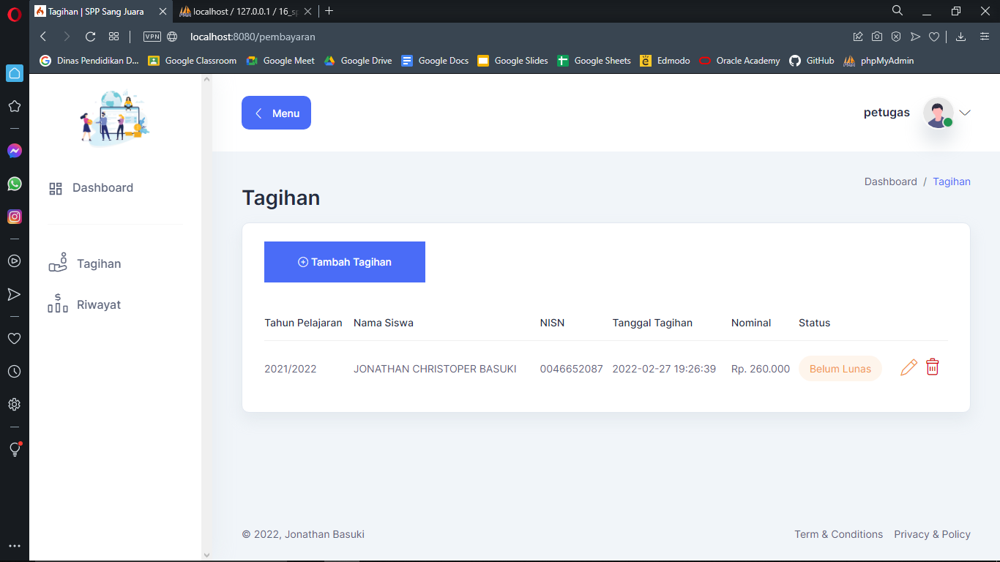 Tagihan | SPP Sang Juara
localhost / 127.0.0.1 / 16_sp
VPN localhost:8080/pembayaran
Dinas Pendidikan D... Google Classroom Google Meet Google Drive Google Docs Google Slides Google Sheets Edmodo Oracle Academy GitHub phpMyAdmin
Menu
petugas
Dashboard
Tagihan
Riwayat
Dashboard / Tagihan
Tagihan
Tambah Tagihan
Tahun Pelajaran Nama Siswa NISN Tanggal Tagihan Nominal Status
2021/2022 JONATHAN CHRISTOPER BASUKI 0046652087 2022-02-27 19:26:39 Rp. 260.000 Belum Lunas
© 2022, Jonathan Basuki
Term & Conditions Privacy & Policy